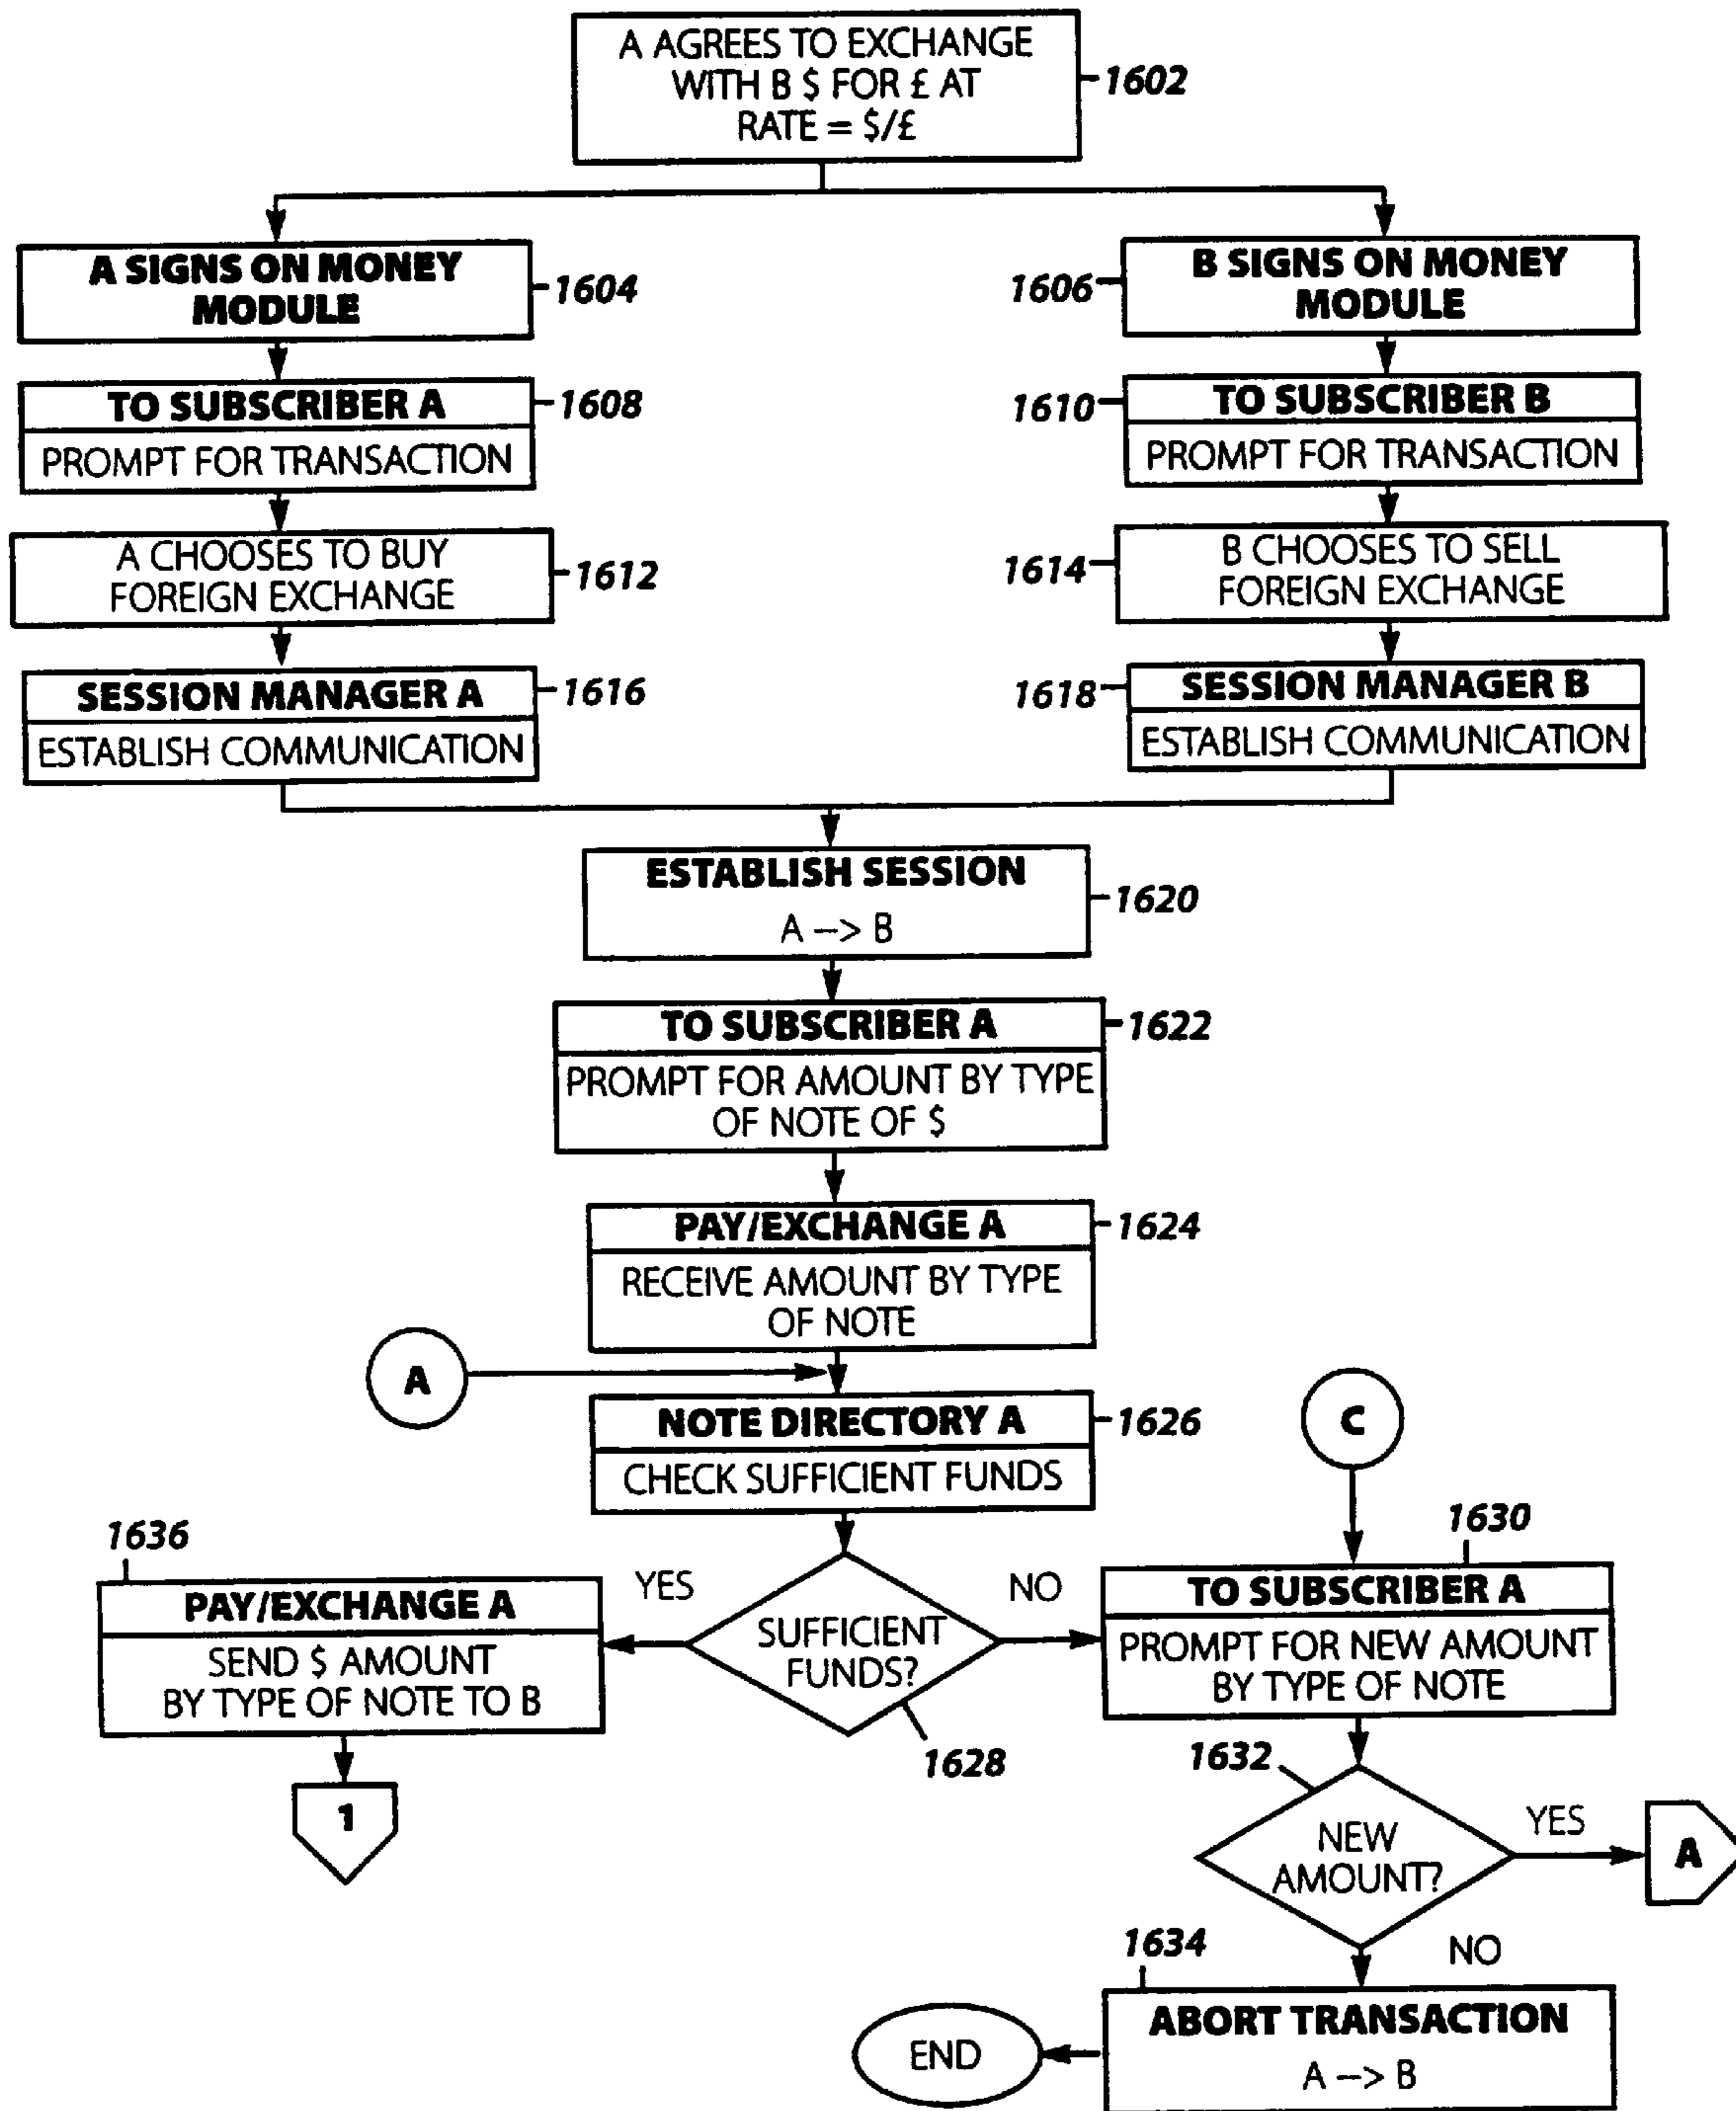 A AGREES TO EXCHANGE
WITH B $ FOR £ AT
RATE = $/£
1602
A SIGNS ON MONEY
MODULE
1604
1606
B SIGNS ON MONEY
MODULE
TO SUBSCRIBER A
1608
PROMPT FOR TRANSACTION
1610
TO SUBSCRIBER B
PROMPT FOR TRANSACTION
A CHOOSES TO BUY
FOREIGN EXCHANGE
1612
1614
B CHOOSES TO SELL
FOREIGN EXCHANGE
SESSION MANAGER A
1616
ESTABLISH COMMUNICATION
1618
SESSION MANAGER B
ESTABLISH COMMUNICATION
ESTABLISH SESSION
A --> B
1620
TO SUBSCRIBER A
1622
PROMPT FOR AMOUNT BY TYPE
OF NOTE OF $
PAY/EXCHANGE A
1624
RECEIVE AMOUNT BY TYPE
OF NOTE
A
NOTE DIRECTORY A
1626
CHECK SUFFICIENT FUNDS
C
1636
PAY/EXCHANGE A
SEND $ AMOUNT
BY TYPE OF NOTE TO B
YES
SUFFICIENT
FUNDS?
NO
1628
1630
TO SUBSCRIBER A
PROMPT FOR NEW AMOUNT
BY TYPE OF NOTE
1
1632
NEW
AMOUNT?
YES
A
NO
1634
ABORT TRANSACTION
A --> B
END